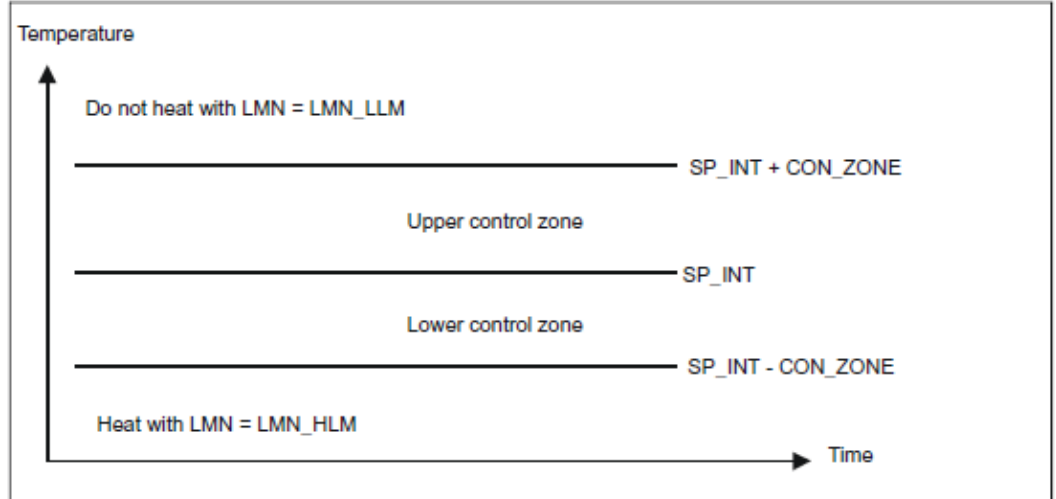 Temperature
Do not heat with LMN = LMN_LLM
SP_INT + CON_ZONE
Upper control zone
SP_INT
Lower control zone
SP_INT - CON_ZONE
Heat with LMN = LMN_HLM
Time